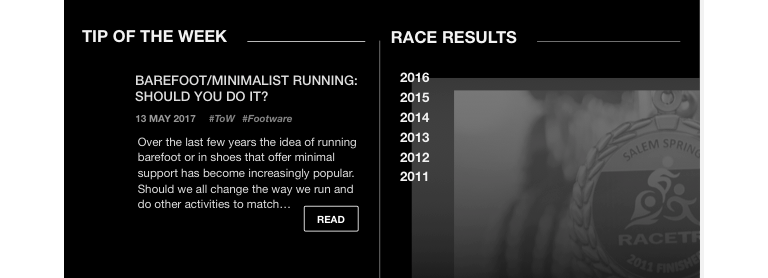 TIP OF THE WEEK
BAREFOOT/MINIMALIST RUNNING:
SHOULD YOU DO IT?
13 MAY 2017 #ToW #Footware
Over the last few years the idea of running
barefoot or in shoes that offer minimal
support has become increasingly popular.
Should we all change the way we run and
do other activities to match…
READ
RACE RESULTS
2016
2015
2014
2013
2012
2011
SALEM SPRING
2011 FINISHER